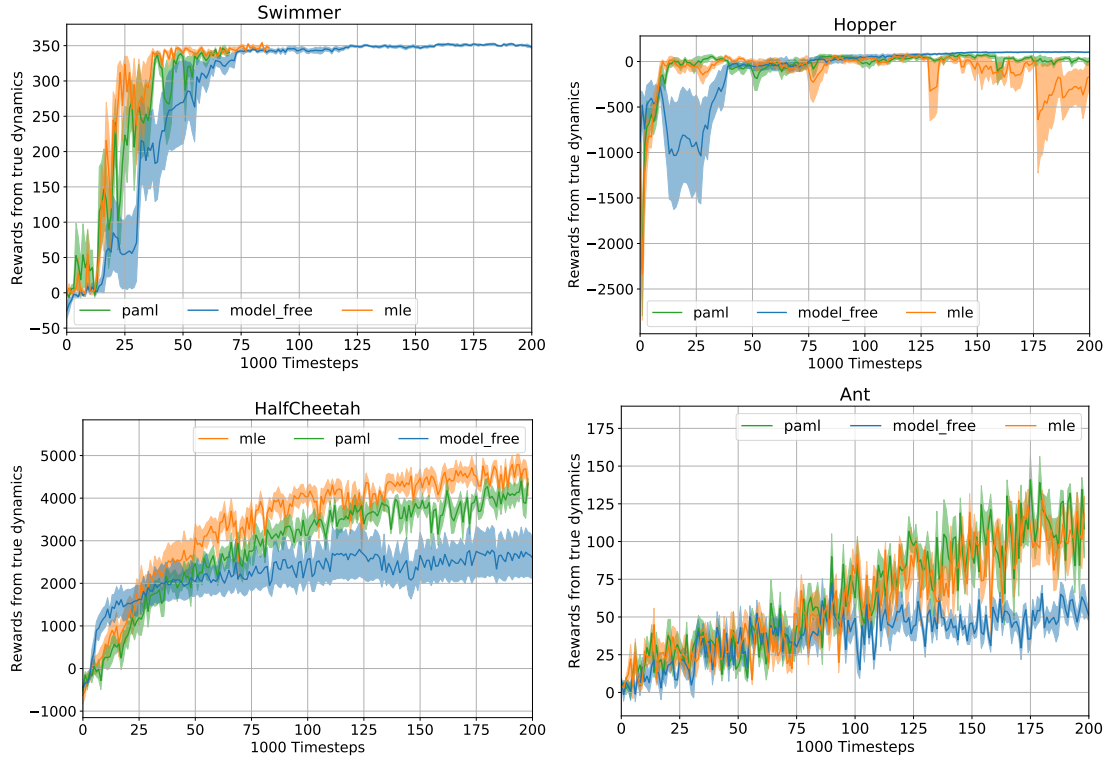 Swimmer
Rewards from true dynamics
350
300
250
200
150
100
50
0
−50
paml model_free mle
0 25 50 75 100 125 150 175 200
1000 Timesteps
Hopper
Rewards from true dynamics
0
−500
−1000
−1500
−2000
−2500
paml model_free mle
0 25 50 75 100 125 150 175 200
1000 Timesteps
HalfCheetah
mle paml model_free
Rewards from true dynamics
5000
4000
3000
2000
1000
0
−1000
0 25 50 75 100 125 150 175 200
1000 Timesteps
Ant
paml model_free mle
Rewards from true dynamics
175
150
125
100
75
50
25
0
0 25 50 75 100 125 150 175 200
1000 Timesteps